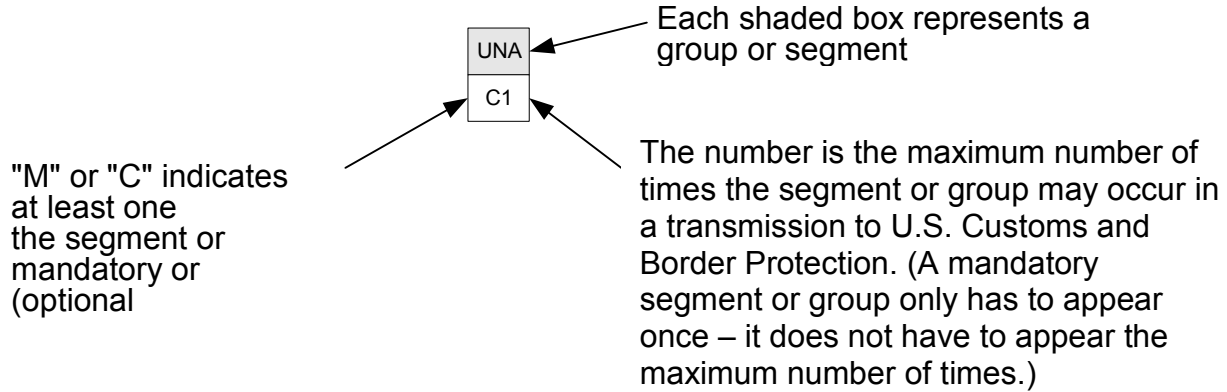 Each shaded box represents a
group or segment
UNA
C1
"M" or "C" indicates
at least one
the segment or
mandatory or
(optional
The number is the maximum number of
times the segment or group may occur in
a transmission to U.S. Customs and
Border Protection. (A mandatory
segment or group only has to appear
once – it does not have to appear the
maximum number of times.)